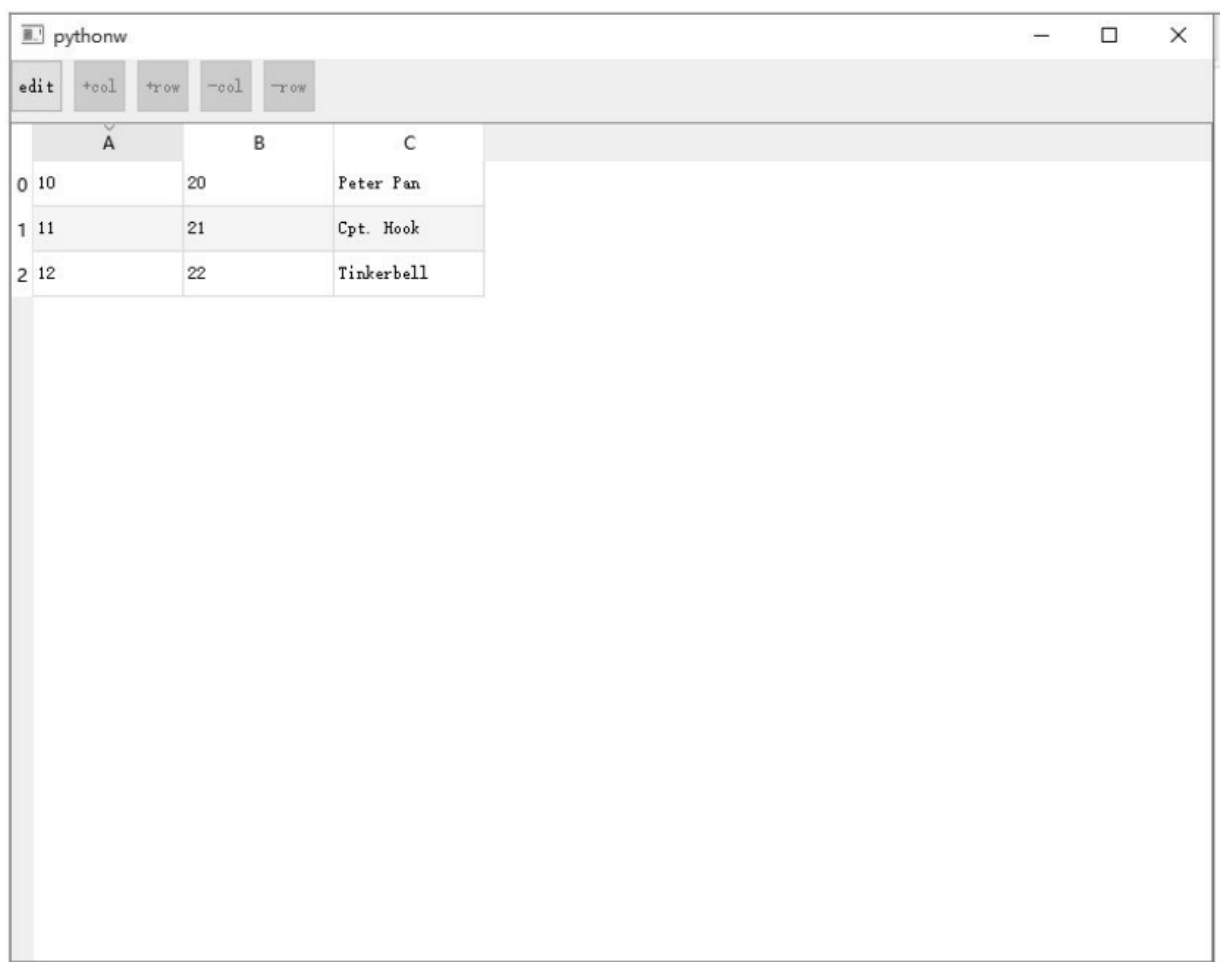 pythonw
edit +col +row -col -row
A B C
0 10 20 Peter Pan
1 11 21 Cpt. Hook
2 12 22 Tinkerbell